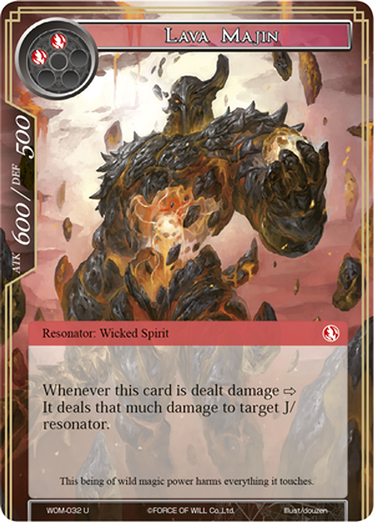 Lava Majin
ATK 600 / DEF 500
Resonator: Wicked Spirit
Whenever this card is dealt damage ⇨
It deals that much damage to target J/
resonator.
This being of wild magic power harms everything it touches.
WOM-032 U ©FORCE OF WILL Co.,Ltd. Illust/douzen